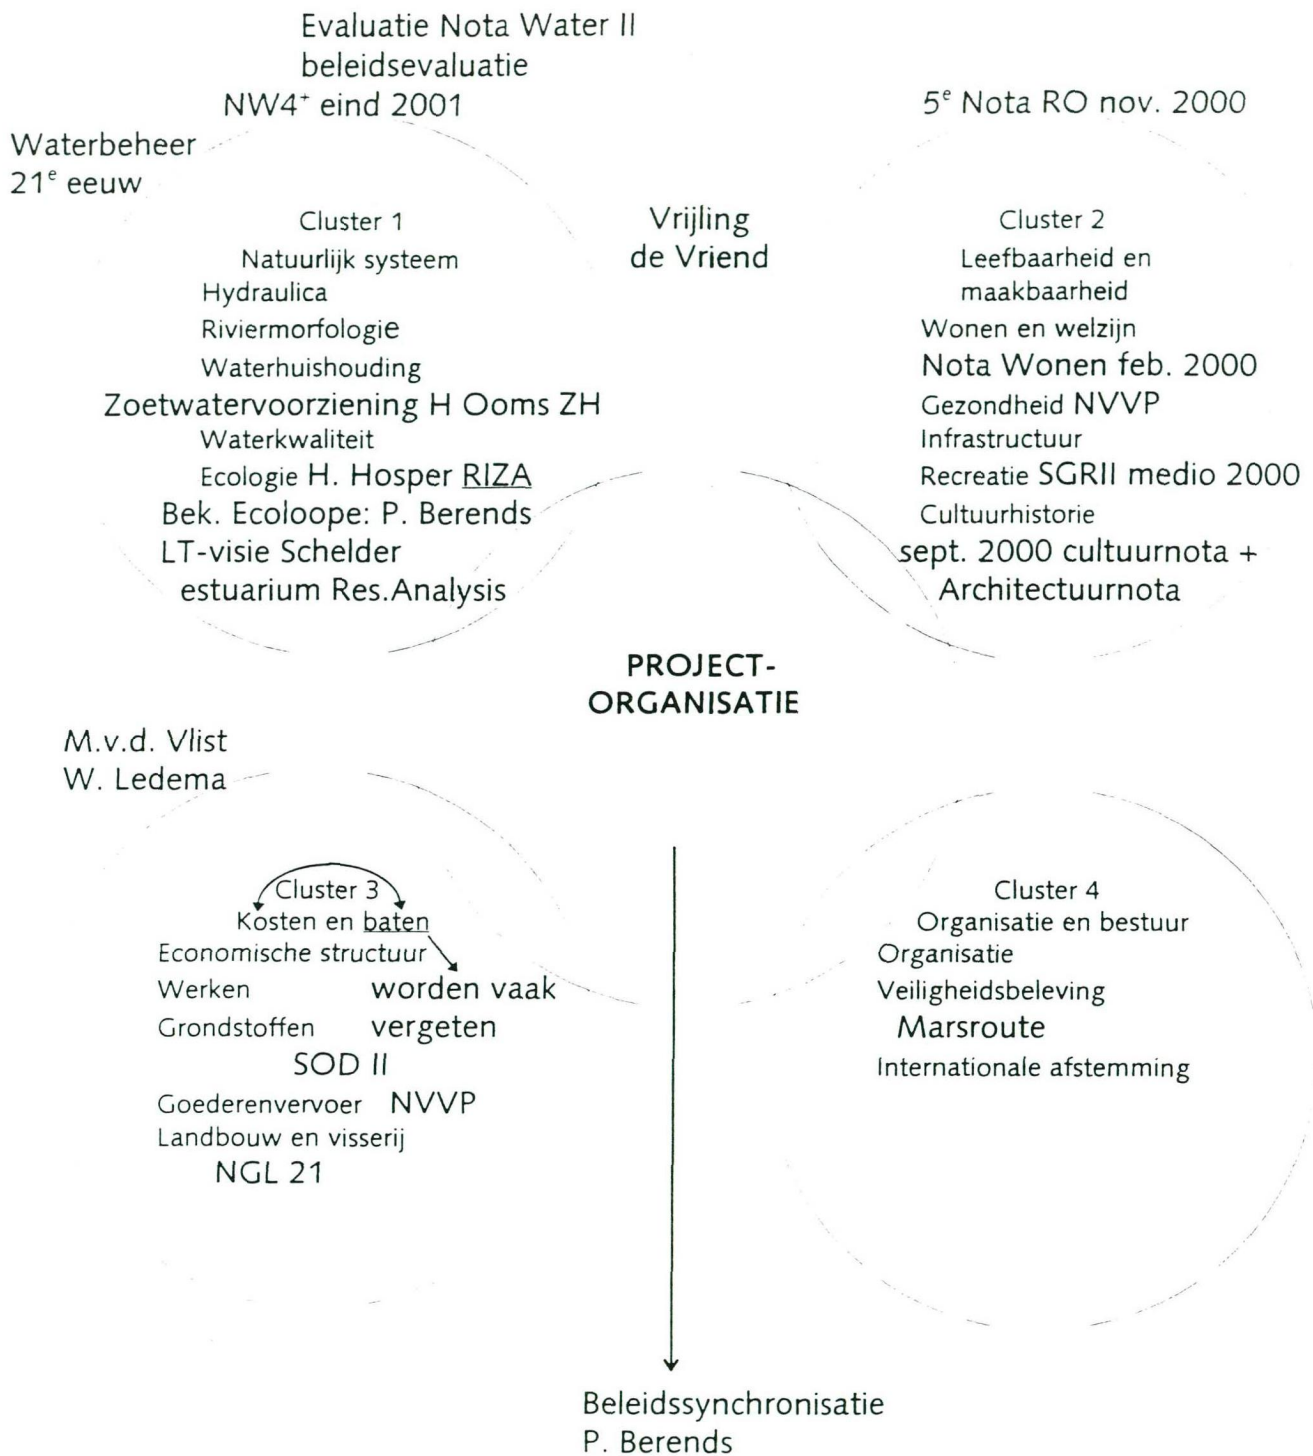 Evaluatie Nota Water II
beleidsevaluatie
NW4⁺ eind 2001
Waterbeheer
21ᵉ eeuw
Cluster 1
Natuurlijk systeem
Hydraulica
Riviermorfologie
Waterhuishouding
Zoetwatervoorziening H Ooms ZH
Waterkwaliteit
Ecologie H. Hosper RIZA
Bek. Ecoloope: P. Berends
LT-visie Schelder
estuarium Res.Analysis
Vrijling
de Vriend
5ᵉ Nota RO nov. 2000
Cluster 2
Leefbaarheid en
maakbaarheid
Wonen en welzijn
Nota Wonen feb. 2000
Gezondheid NVVP
Infrastructuur
Recreatie SGRII medio 2000
Cultuurhistorie
sept. 2000 cultuurnota +
Architectuurnota
PROJECT-
ORGANISATIE
M.v.d. Vlist
W. Ledema
Cluster 3
Kosten en baten
Economische structuur
Werken worden vaak
Grondstoffen vergeten
SOD II
Goederenvervoer NVVP
Landbouw en visserij
NGL 21
Cluster 4
Organisatie en bestuur
Organisatie
Veiligheidsbeleving
Marsroute
Internationale afstemming
Beleidssynchronisatie
P. Berends